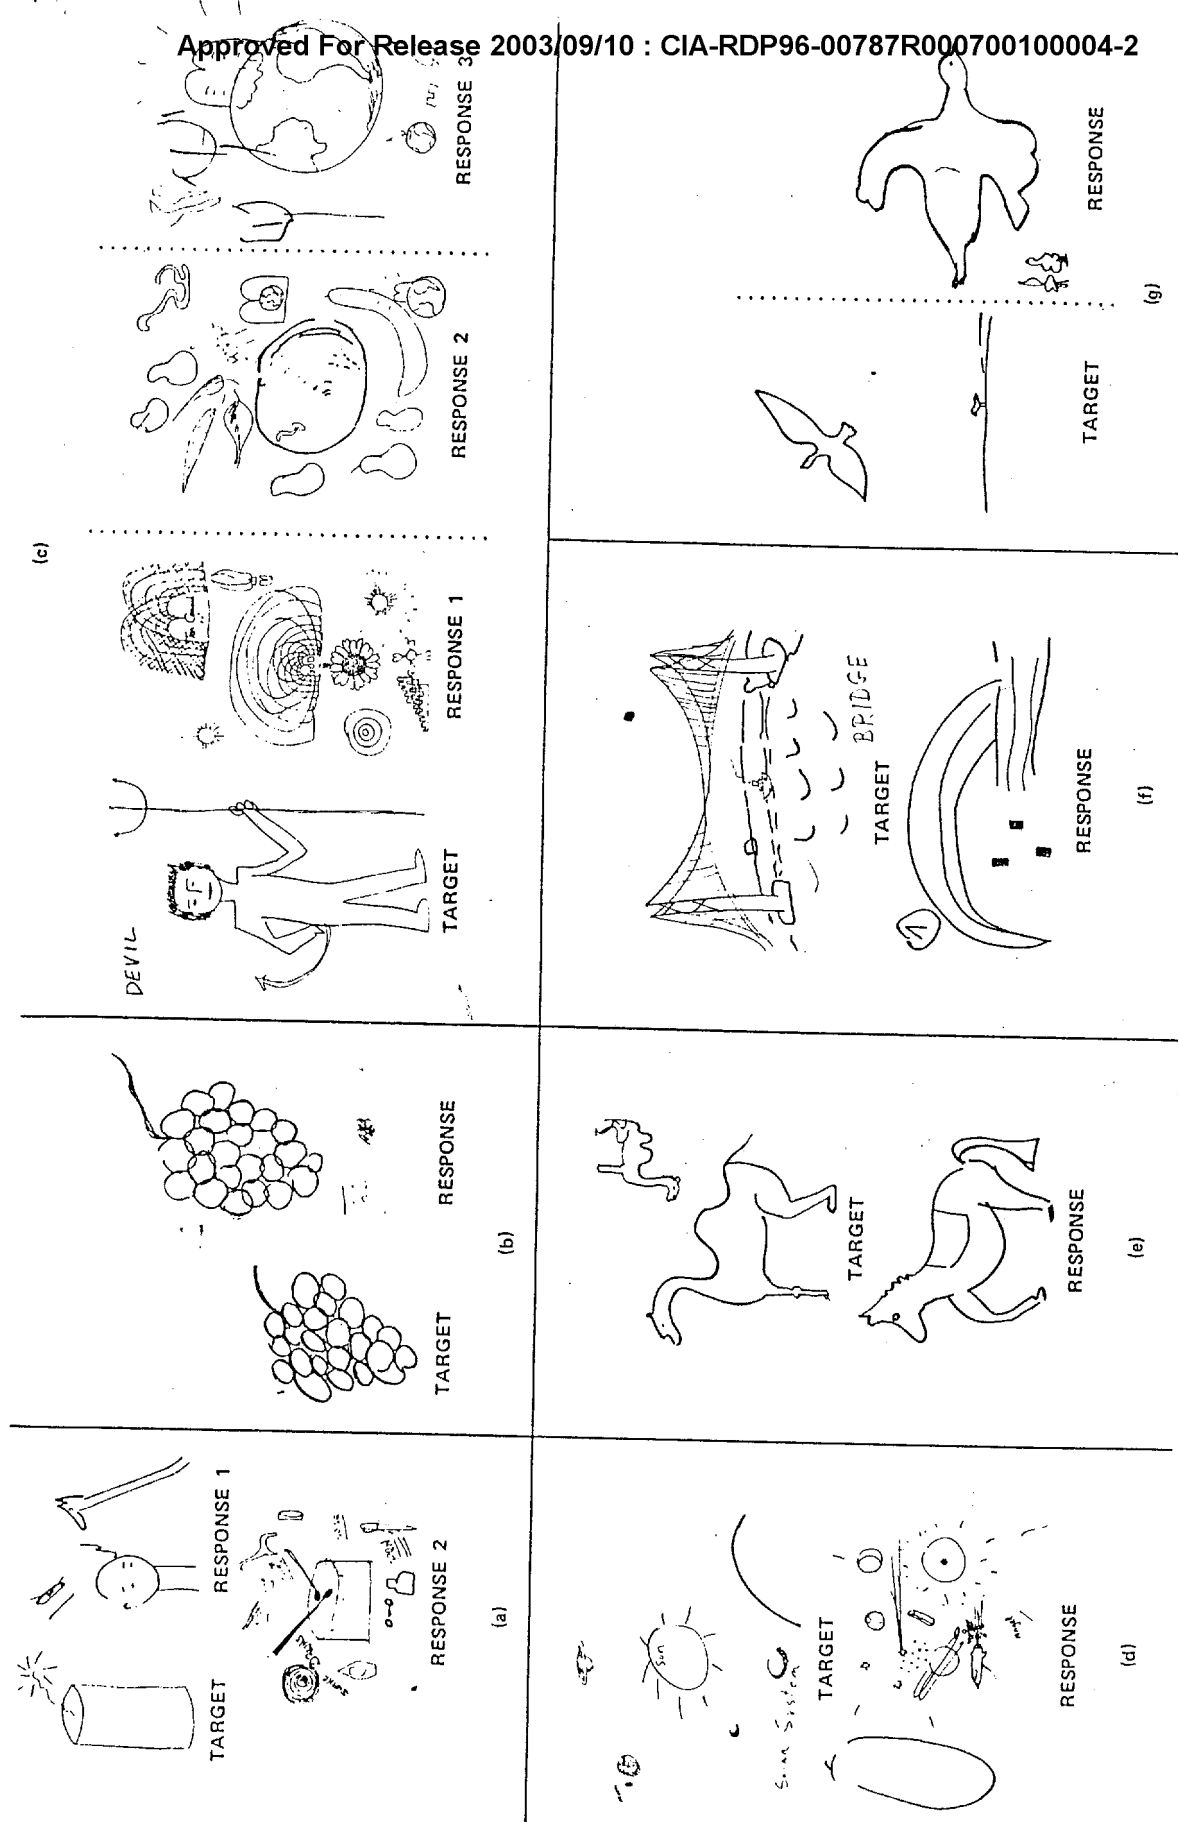 Approved For Release 2003/09/10 : CIA-RDP96-00787R000700100004-2
TARGET
RESPONSE 1
RESPONSE 2
(a)
TARGET
RESPONSE
(b)
DEVIL
TARGET
RESPONSE 1
RESPONSE 2
RESPONSE 3
(c)
Sun
TARGET
RESPONSE
(d)
TARGET
RESPONSE
(e)
BRIDGE
TARGET
1
RESPONSE
(f)
TARGET
RESPONSE
(g)